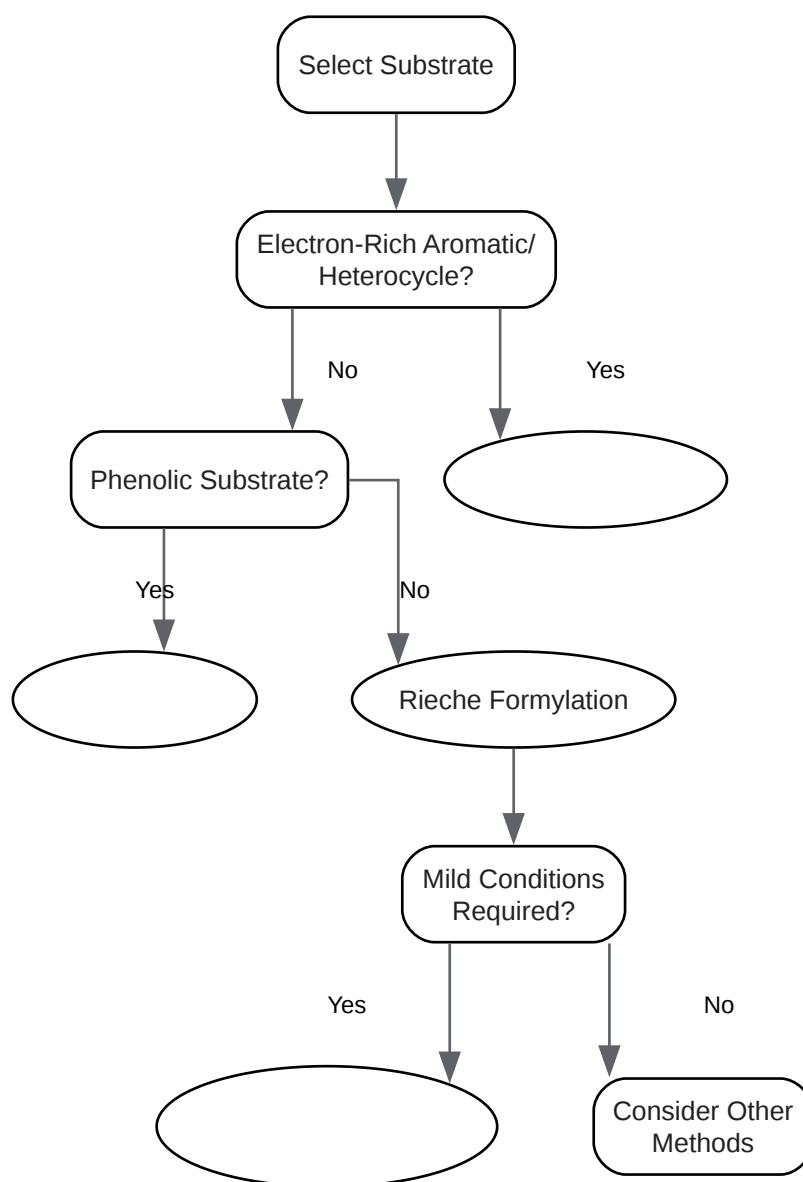 Select Substrate
Electron-Rich Aromatic/
Heterocycle?
No
Yes
Phenolic Substrate?
Yes
No
Rieche Formylation
Mild Conditions
Required?
Yes
No
Consider Other
Methods